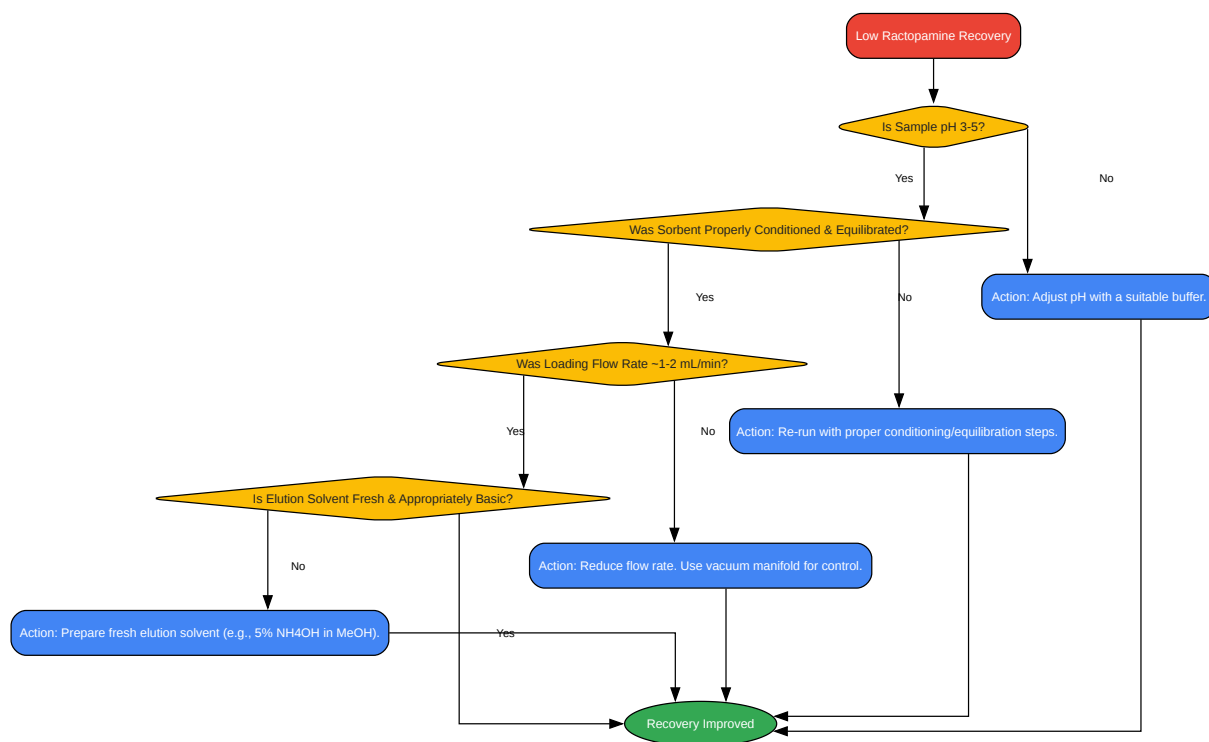 Low Ractopamine Recovery
Is Sample pH 3-5?
Yes
No
Was Sorbent Properly Conditioned & Equilibrated?
Yes
No
Action: Adjust pH with a suitable buffer.
Was Loading Flow Rate ~1-2 mL/min?
Yes
No
Action: Re-run with proper conditioning/equilibration steps.
Is Elution Solvent Fresh & Appropriately Basic?
No
Action: Reduce flow rate. Use vacuum manifold for control.
Action: Prepare fresh elution solvent (e.g., 5% NH4OH in MeOH).
Yes
Recovery Improved